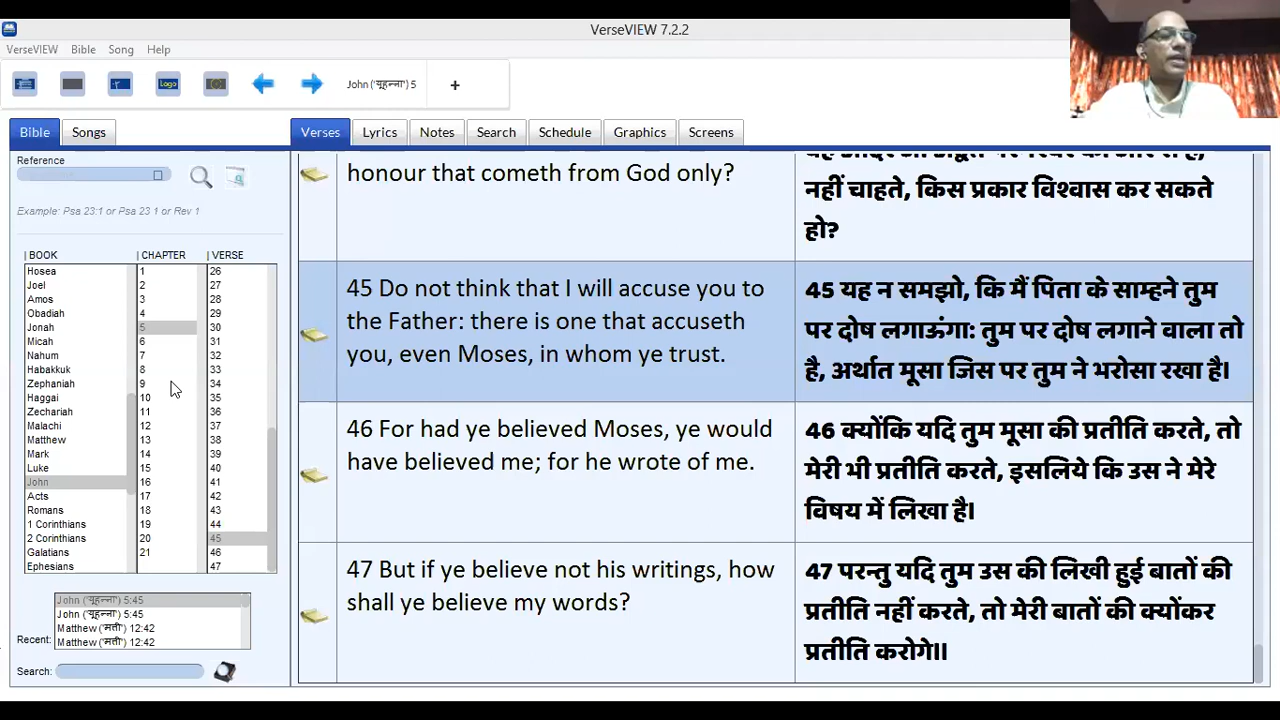 VerseVIEW 7.2.2
VerseVIEW Bible Song Help
Logo
John ('यूहन्ना') 5 +
Bible Songs
Verses Lyrics Notes Search Schedule Graphics Screens
Reference
Example: Psa 23:1 or Psa 23 1 or Rev 1
BOOK CHAPTER VERSE
Hosea 1 26
Joel 2 27
Amos 3 28
Obadiah 4 29
Jonah 5 30
Micah 6 31
Nahum 7 32
Habakkuk 8 33
Zephaniah 9 34
Haggai 10 35
Zechariah 11 36
Malachi 12 37
Matthew 13 38
Mark 14 39
Luke 15 40
John 16 41
Acts 17 42
Romans 18 43
1 Corinthians 19 44
2 Corinthians 20 45
Galatians 21 46
Ephesians 47
John ('यूहन्ना') 5:45
John ('यूहन्ना') 5:45
Matthew ('मत्ती') 12:42
Recent: Matthew ('मत्ती') 12:42
Search:
honour that cometh from God only?
नहीं चाहते, किस प्रकार विश्वास कर सकते
हो?
45 Do not think that I will accuse you to
the Father: there is one that accuseth
you, even Moses, in whom ye trust.
45 यह न समझो, कि मैं पिता के साम्हने तुम
पर दोष लगाऊंगा: तुम पर दोष लगाने वाला तो
है, अर्थात मूसा जिस पर तुम ने भरोसा रखा है।
46 For had ye believed Moses, ye would
have believed me; for he wrote of me.
46 क्योंकि यदि तुम मूसा की प्रतीति करते, तो
मेरी भी प्रतीति करते, इसलिये कि उस ने मेरे
विषय में लिखा है।
47 But if ye believe not his writings, how
shall ye believe my words?
47 परन्तु यदि तुम उस की लिखी हुई बातों की
प्रतीति नहीं करते, तो मेरी बातों की क्योंकर
प्रतीति करोगे॥